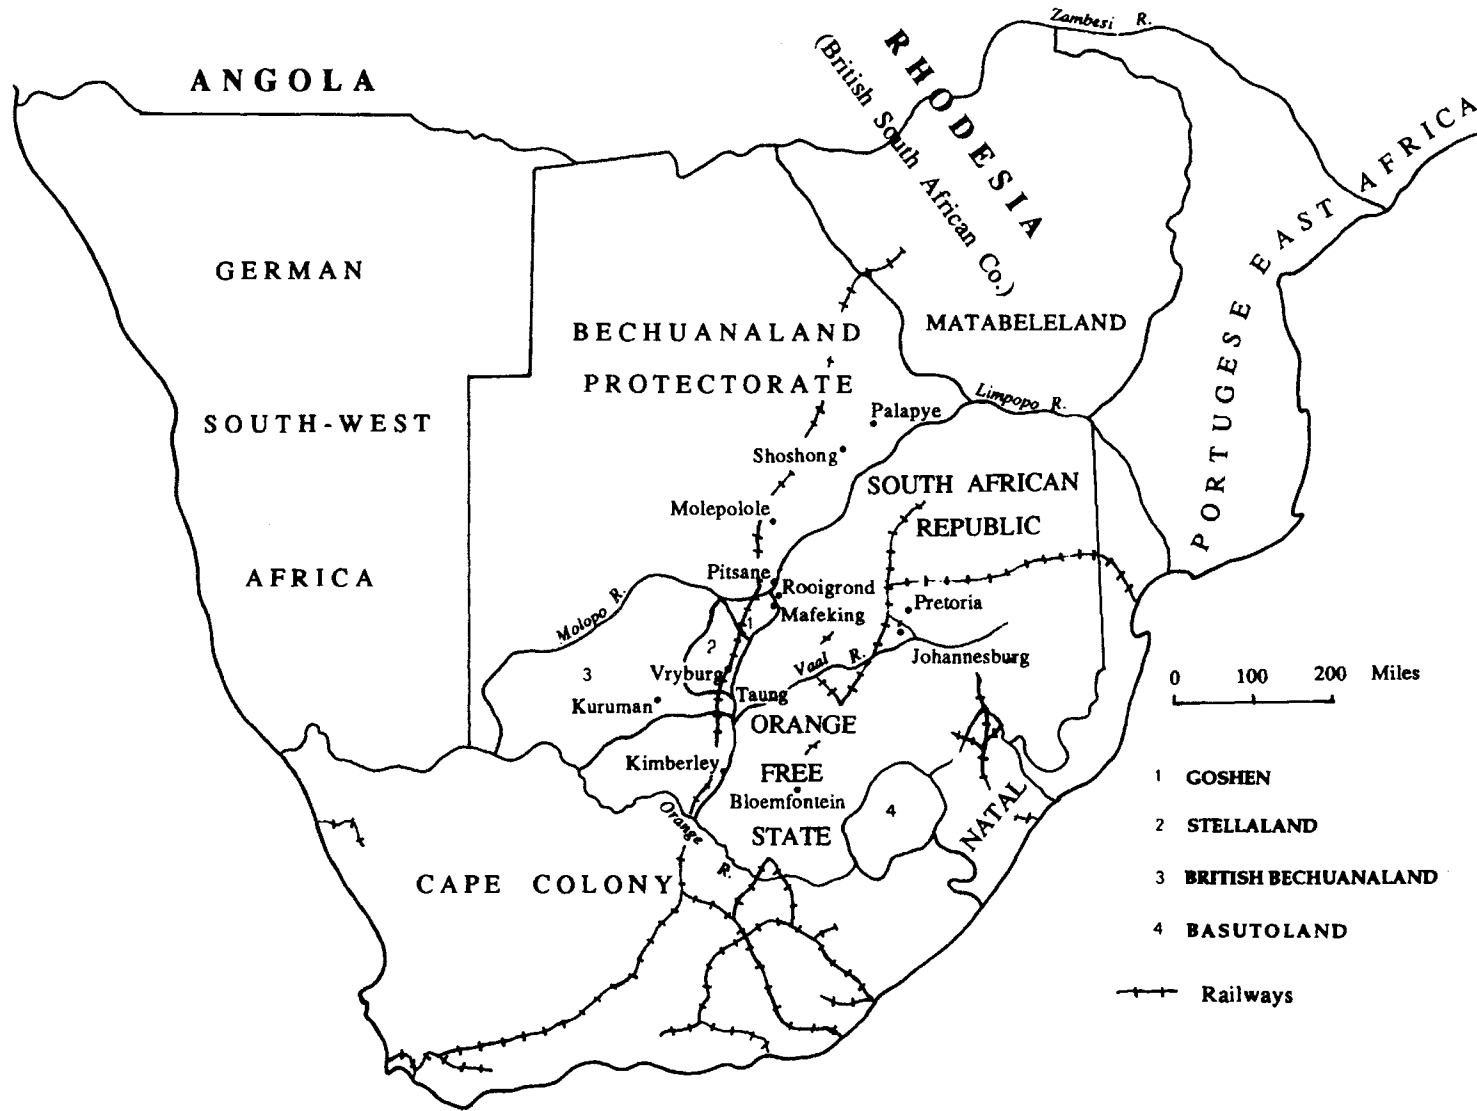 Zambesi R.
ANGOLA
RHODESIA
(British South African Co.)
PORTUGESE EAST AFRICA
GERMAN
SOUTH-WEST
AFRICA
BECHUANALAND
PROTECTORATE
MATABELELAND
Limpopo R.
Palapye
Shoshong
Molepolole
SOUTH AFRICAN
REPUBLIC
Pitsane
Rooigrond
Mafeking
Pretoria
Johannesburg
Molopo R.
1
2
3
Vryburg
Kuruman
Taung
Vaal R.
ORANGE
FREE
STATE
Kimberley
Bloemfontein
Orange R.
4
NATAL
CAPE COLONY
0 100 200 Miles
1 GOSHEN
2 STELLALAND
3 BRITISH BECHUANALAND
4 BASUTOLAND
Railways